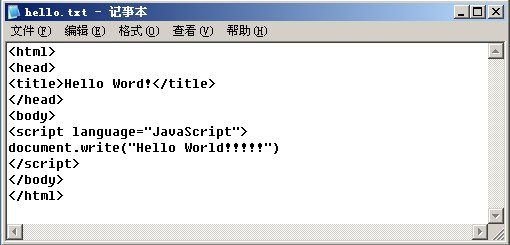 hello.txt - 记事本
文件(F) 编辑(E) 格式(O) 查看(V) 帮助(H)
<html>
<head>
<title>Hello Word!</title>
</head>
<body>
<script language="JavaScript">
document.write("Hello World!!!!!")
</script>
</body>
</html>